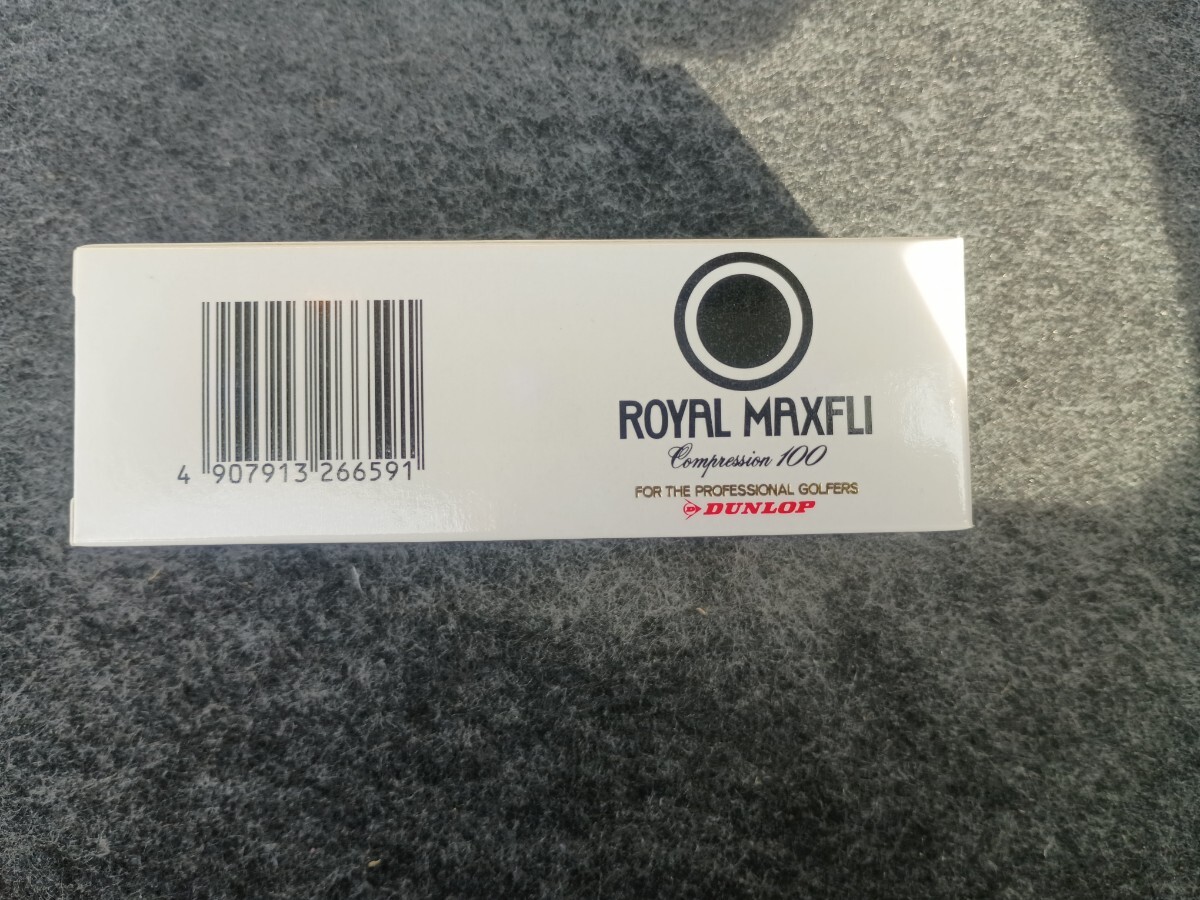 4 907913 266591
ROYAL MAXFLI
Compression 100
FOR THE PROFESSIONAL GOLFERS
D DUNLOP